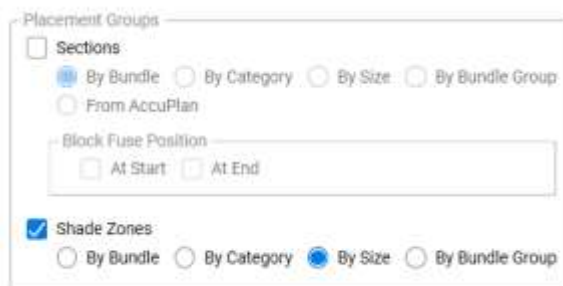 Placement Groups
Sections
By Bundle By Category By Size By Bundle Group
From AccuPlan
Block Fuse Position
At Start At End
Shade Zones
By Bundle By Category By Size By Bundle Group